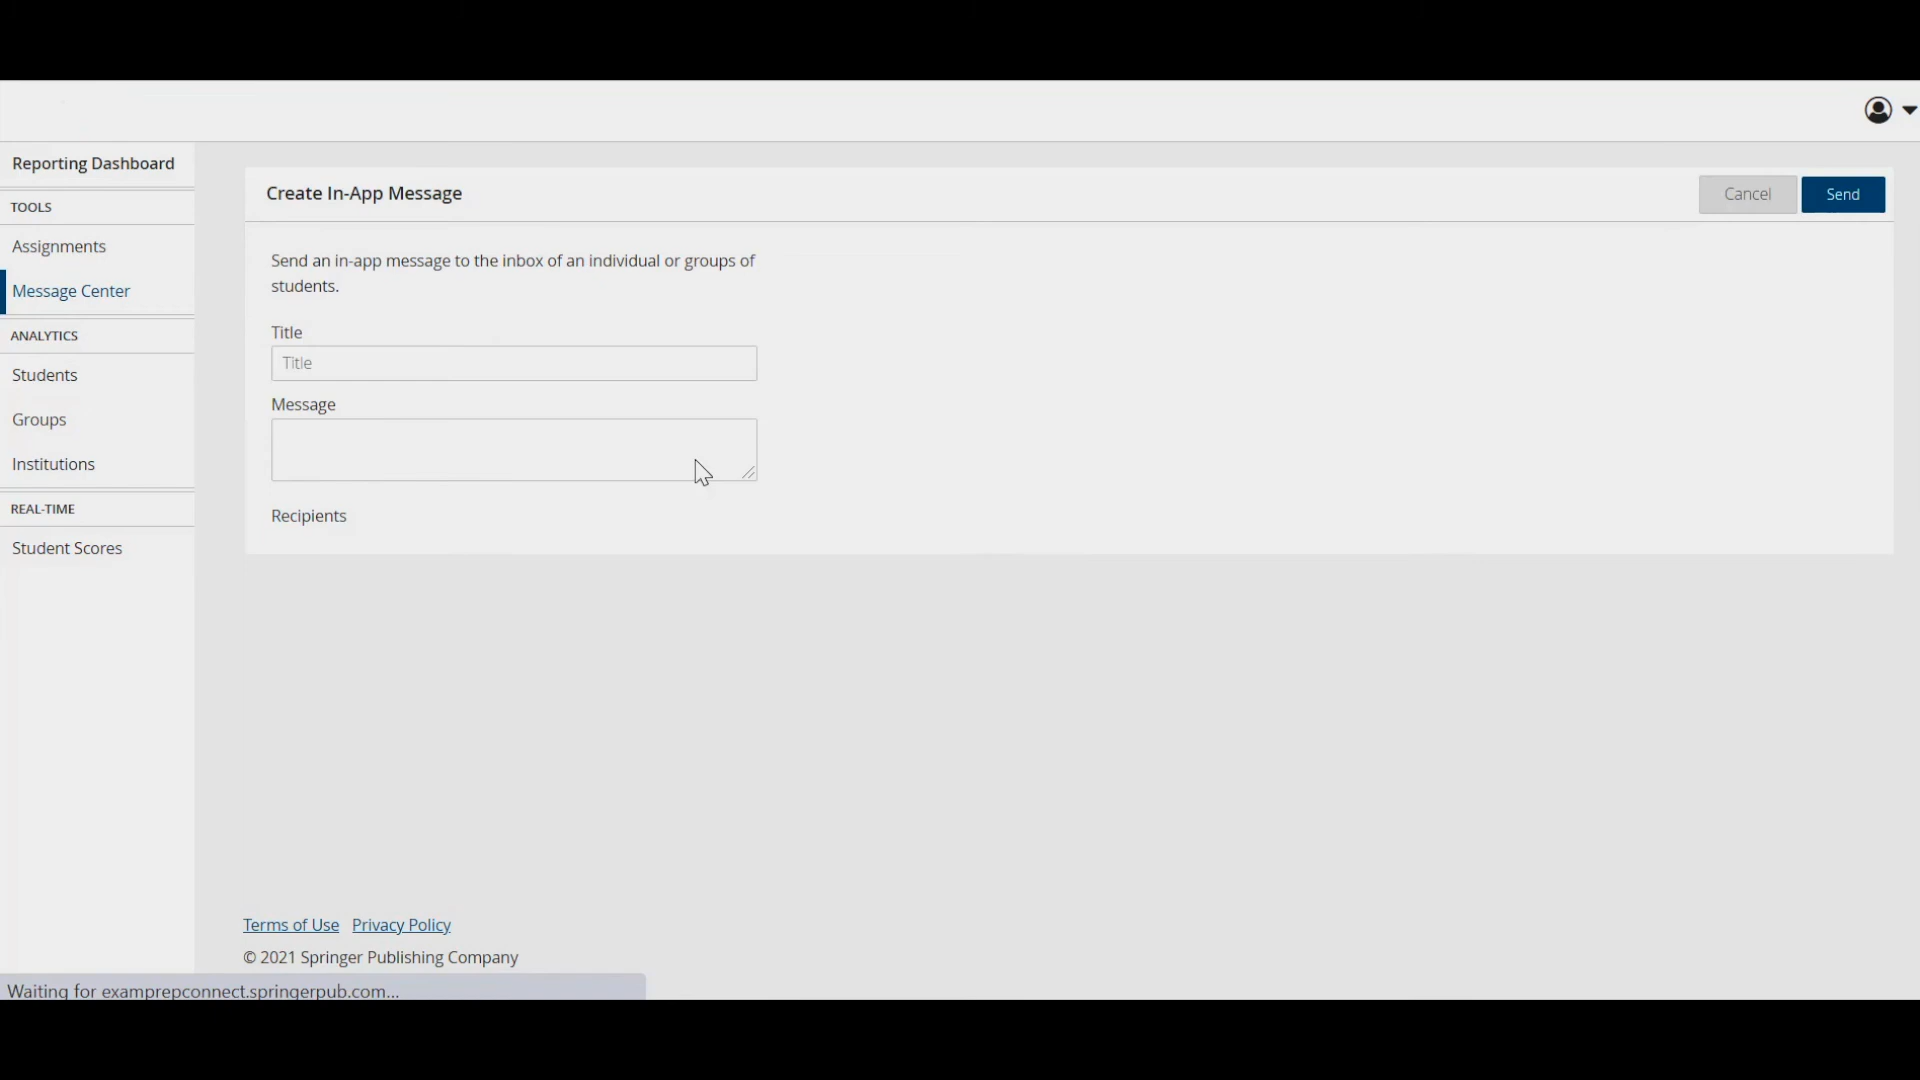 Reporting Dashboard
TOOLS
Assignments
Message Center
ANALYTICS
Students
Groups
Institutions
REAL-TIME
Student Scores
Create In-App Message
Cancel
Send
Send an in-app message to the inbox of an individual or groups of
students.
Title
Title
Message
Recipients
Terms of Use Privacy Policy
© 2021 Springer Publishing Company
Waiting for examprepconnect.springerpub.com...